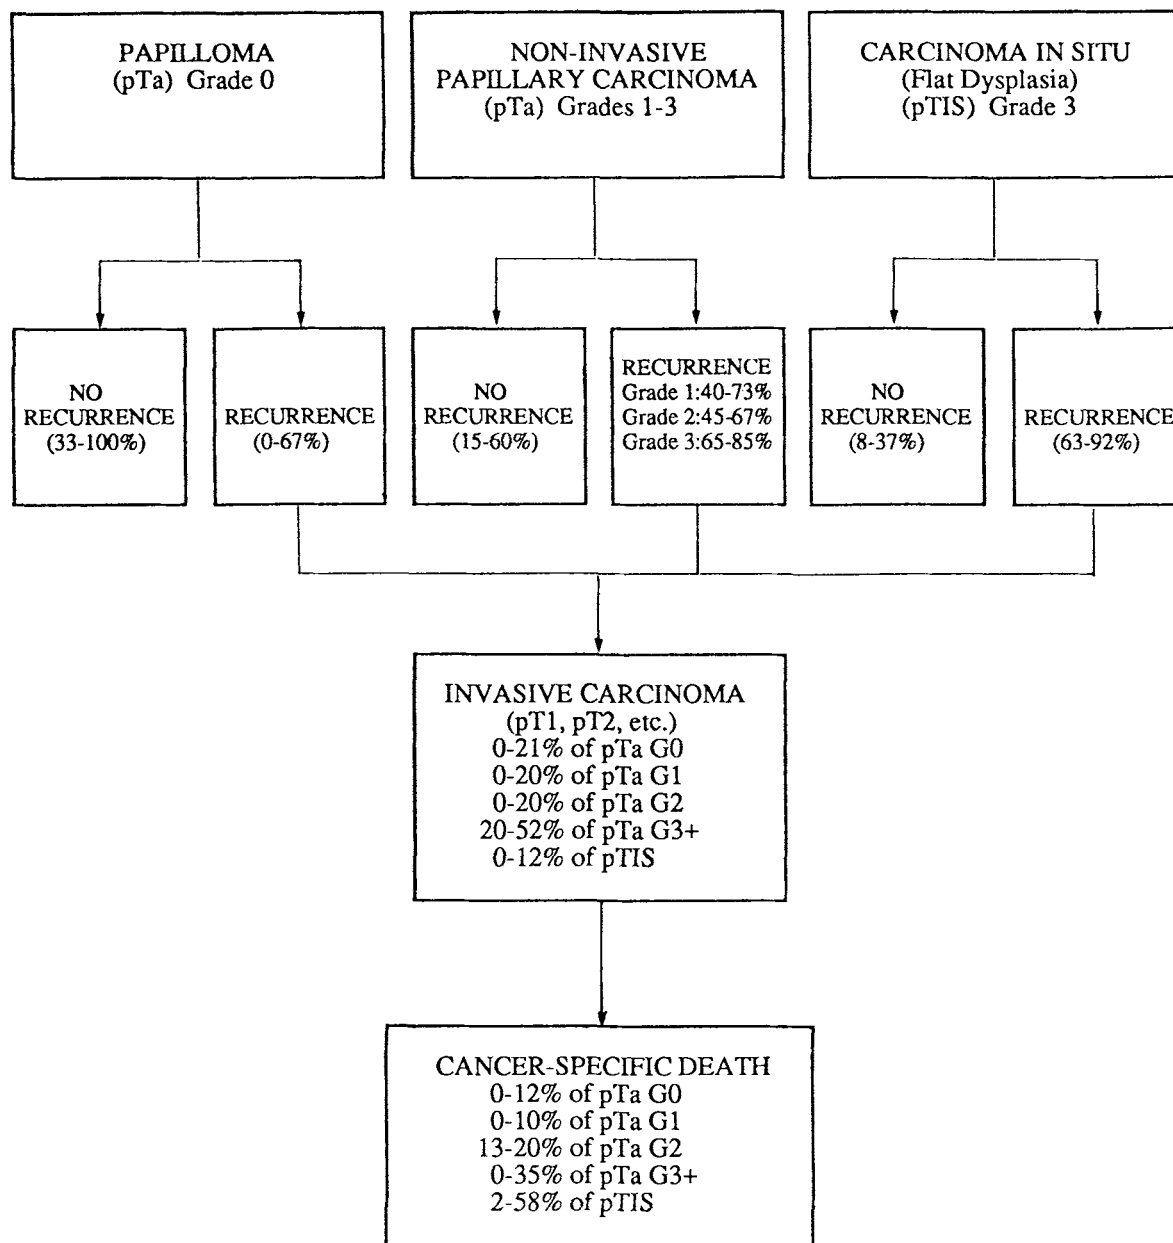 PAPILLOMA
(pTa) Grade 0
NON-INVASIVE
PAPILLARY CARCINOMA
(pTa) Grades 1-3
CARCINOMA IN SITU
(Flat Dysplasia)
(pTIS) Grade 3
NO
RECURRENCE
(33-100%)
RECURRENCE
(0-67%)
NO
RECURRENCE
(15-60%)
RECURRENCE
Grade 1:40-73%
Grade 2:45-67%
Grade 3:65-85%
NO
RECURRENCE
(8-37%)
RECURRENCE
(63-92%)
INVASIVE CARCINOMA
(pT1, pT2, etc.)
0-21% of pTa G0
0-20% of pTa G1
0-20% of pTa G2
20-52% of pTa G3+
0-12% of pTIS
CANCER-SPECIFIC DEATH
0-12% of pTa G0
0-10% of pTa G1
13-20% of pTa G2
0-35% of pTa G3+
2-58% of pTIS